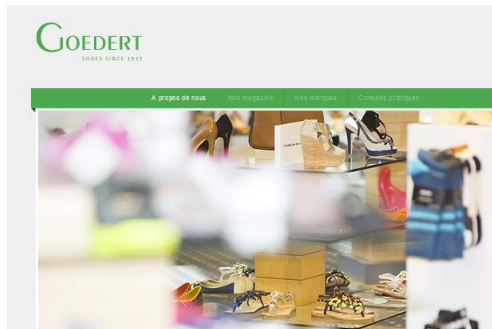 GOEDERT
SHOES SINCE 1935
A propos de nous
Nos magasins
Nos marques
Conseils pratiques